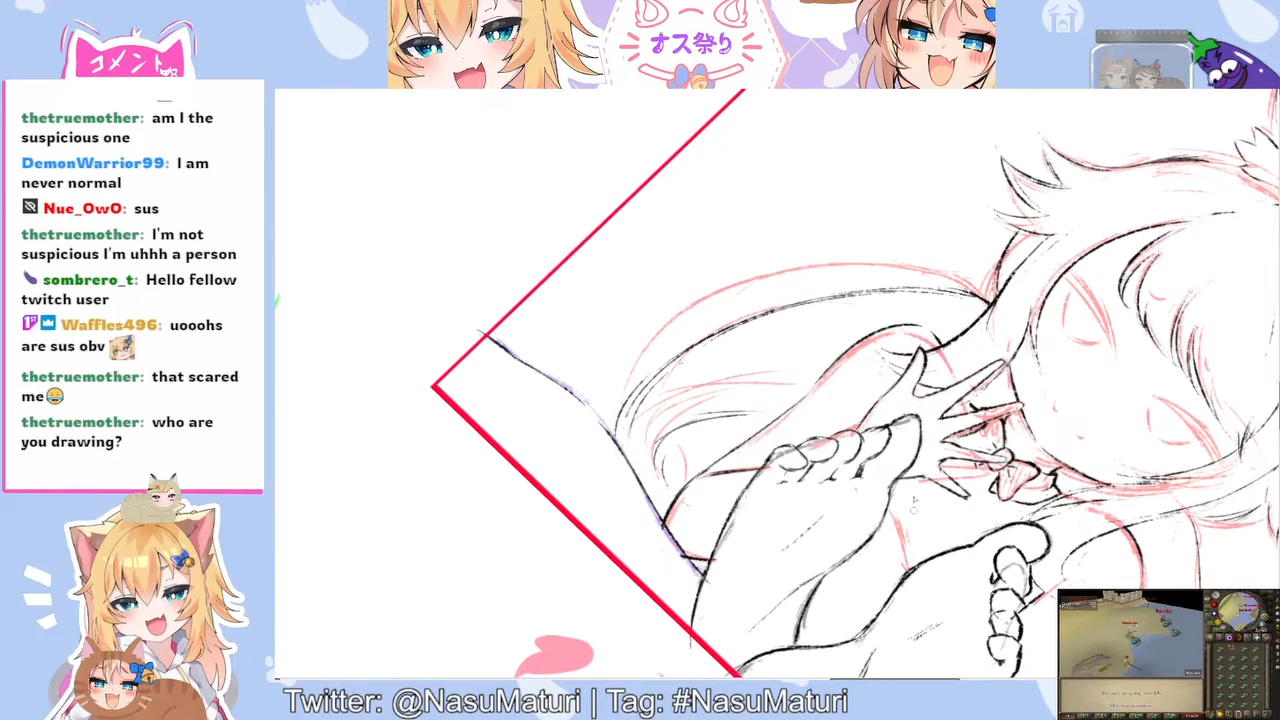 コメント
オス祭り
thetruemother: am I the
suspicious one
DemonWarrior99: I am
never normal
Nue_OwO: sus
thetruemother: I'm not
suspicious I'm uhhh a person
sombrero_t: Hello fellow
twitch user
Waffles496: uooohs
are sus obv
thetruemother: that scared
me
thetruemother: who are
you drawing?
Twitter: @NasuMaturi | Tag: #NasuMaturi